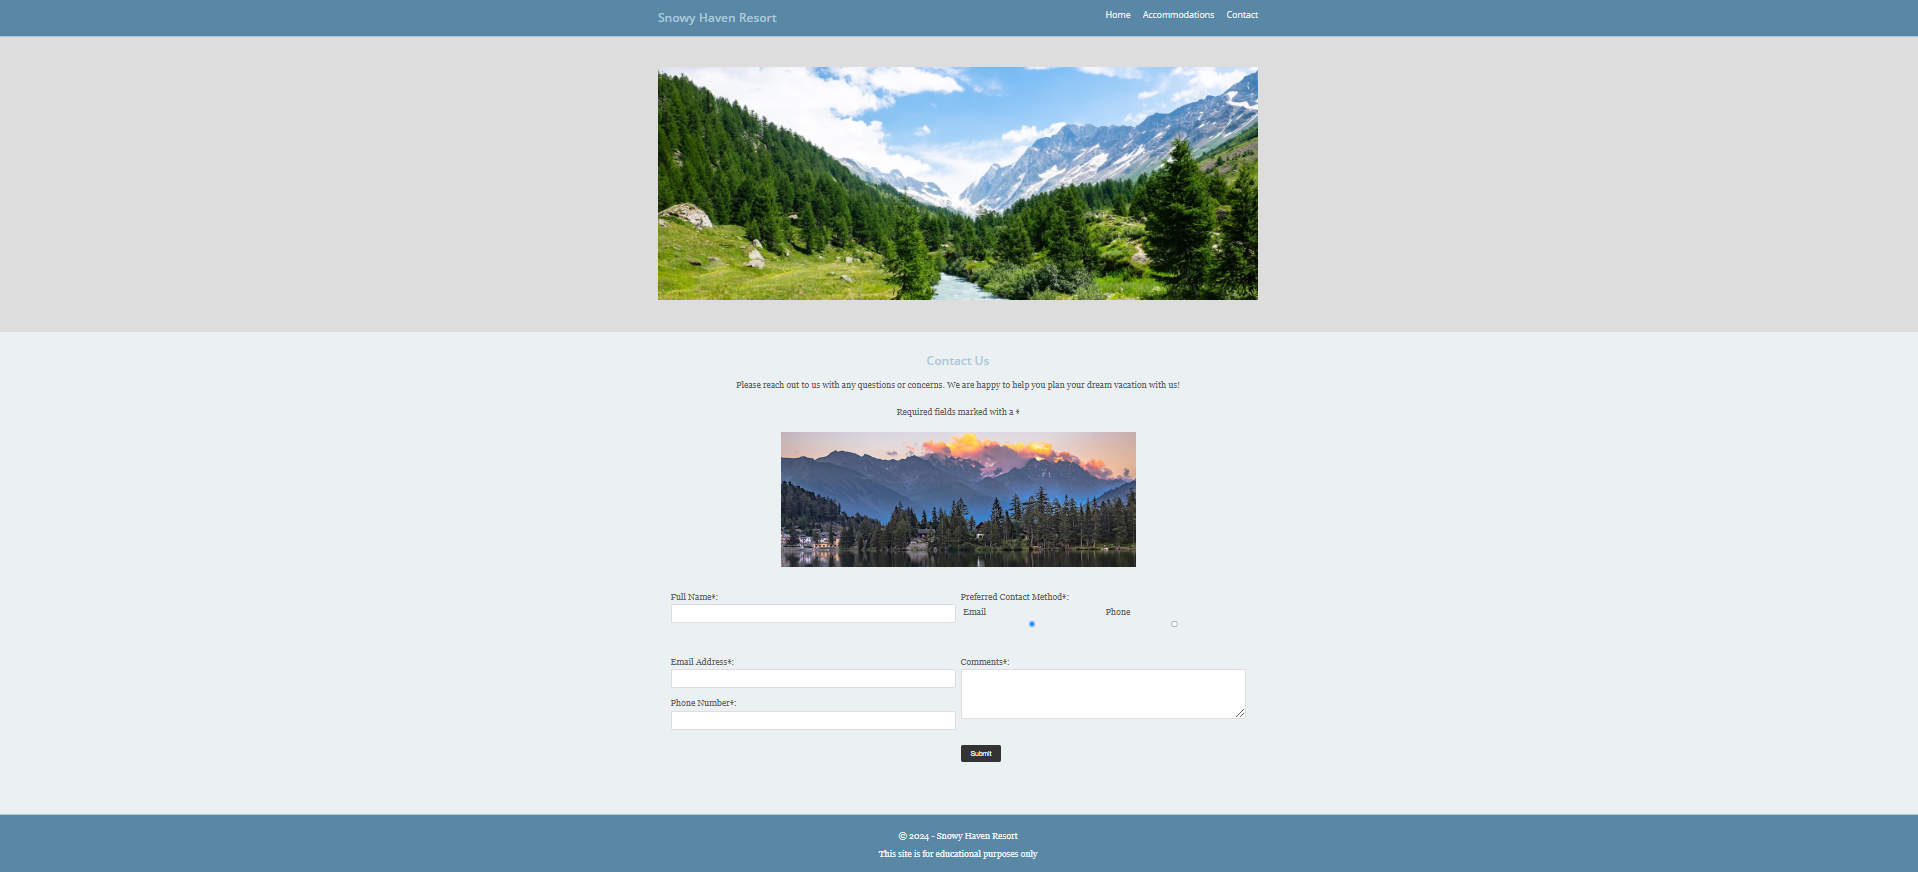 Snowy Haven Resort
Home Accommodations Contact
Contact Us
Please reach out to us with any questions or concerns. We are happy to help you plan your dream vacation with us!
Required fields marked with a *
Full Name*:
Preferred Contact Method*:
Email Phone
Email Address*:
Comments*:
Phone Number*:
Submit
© 2024 - Snowy Haven Resort
This site is for educational purposes only